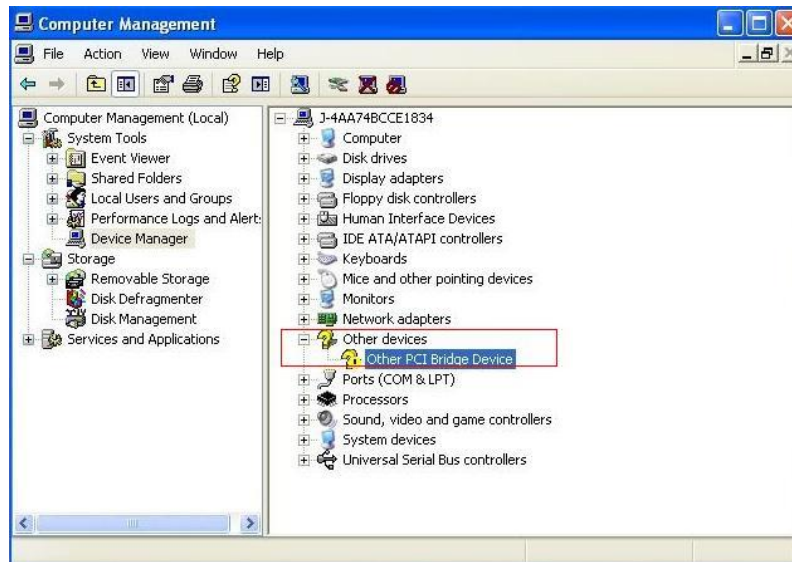 Computer Management
File Action View Window Help
Computer Management (Local)
System Tools
Event Viewer
Shared Folders
Local Users and Groups
Performance Logs and Alert:
Device Manager
Storage
Removable Storage
Disk Defragmenter
Disk Management
Services and Applications
J-4AA74BCCE1834
Computer
Disk drives
Display adapters
Floppy disk controllers
Human Interface Devices
IDE ATA/ATAPI controllers
Keyboards
Mice and other pointing devices
Monitors
Network adapters
Other devices
Other PCI Bridge Device
Ports (COM & LPT)
Processors
Sound, video and game controllers
System devices
Universal Serial Bus controllers